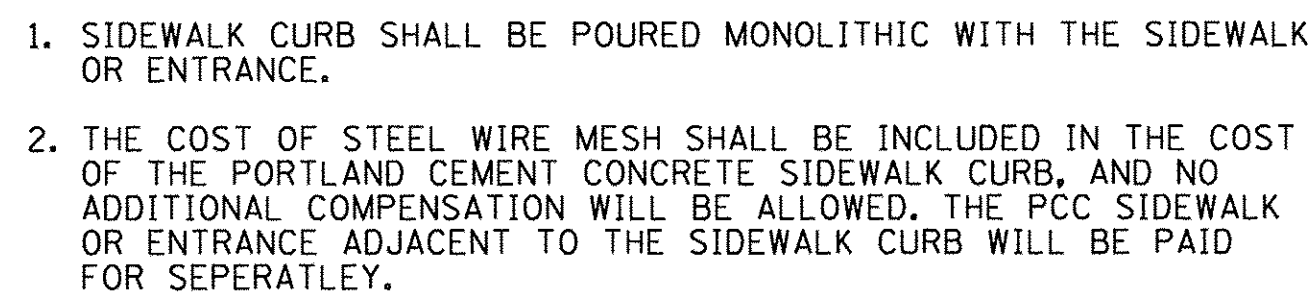 1. SIDEWALK CURB SHALL BE POURED MONOLITHIC WITH THE SIDEWALK
OR ENTRANCE.
2. THE COST OF STEEL WIRE MESH SHALL BE INCLUDED IN THE COST
OF THE PORTLAND CEMENT CONCRETE SIDEWALK CURB, AND NO
ADDITIONAL COMPENSATION WILL BE ALLOWED. THE PCC SIDEWALK
OR ENTRANCE ADJACENT TO THE SIDEWALK CURB WILL BE PAID
FOR SEPERATLEY.